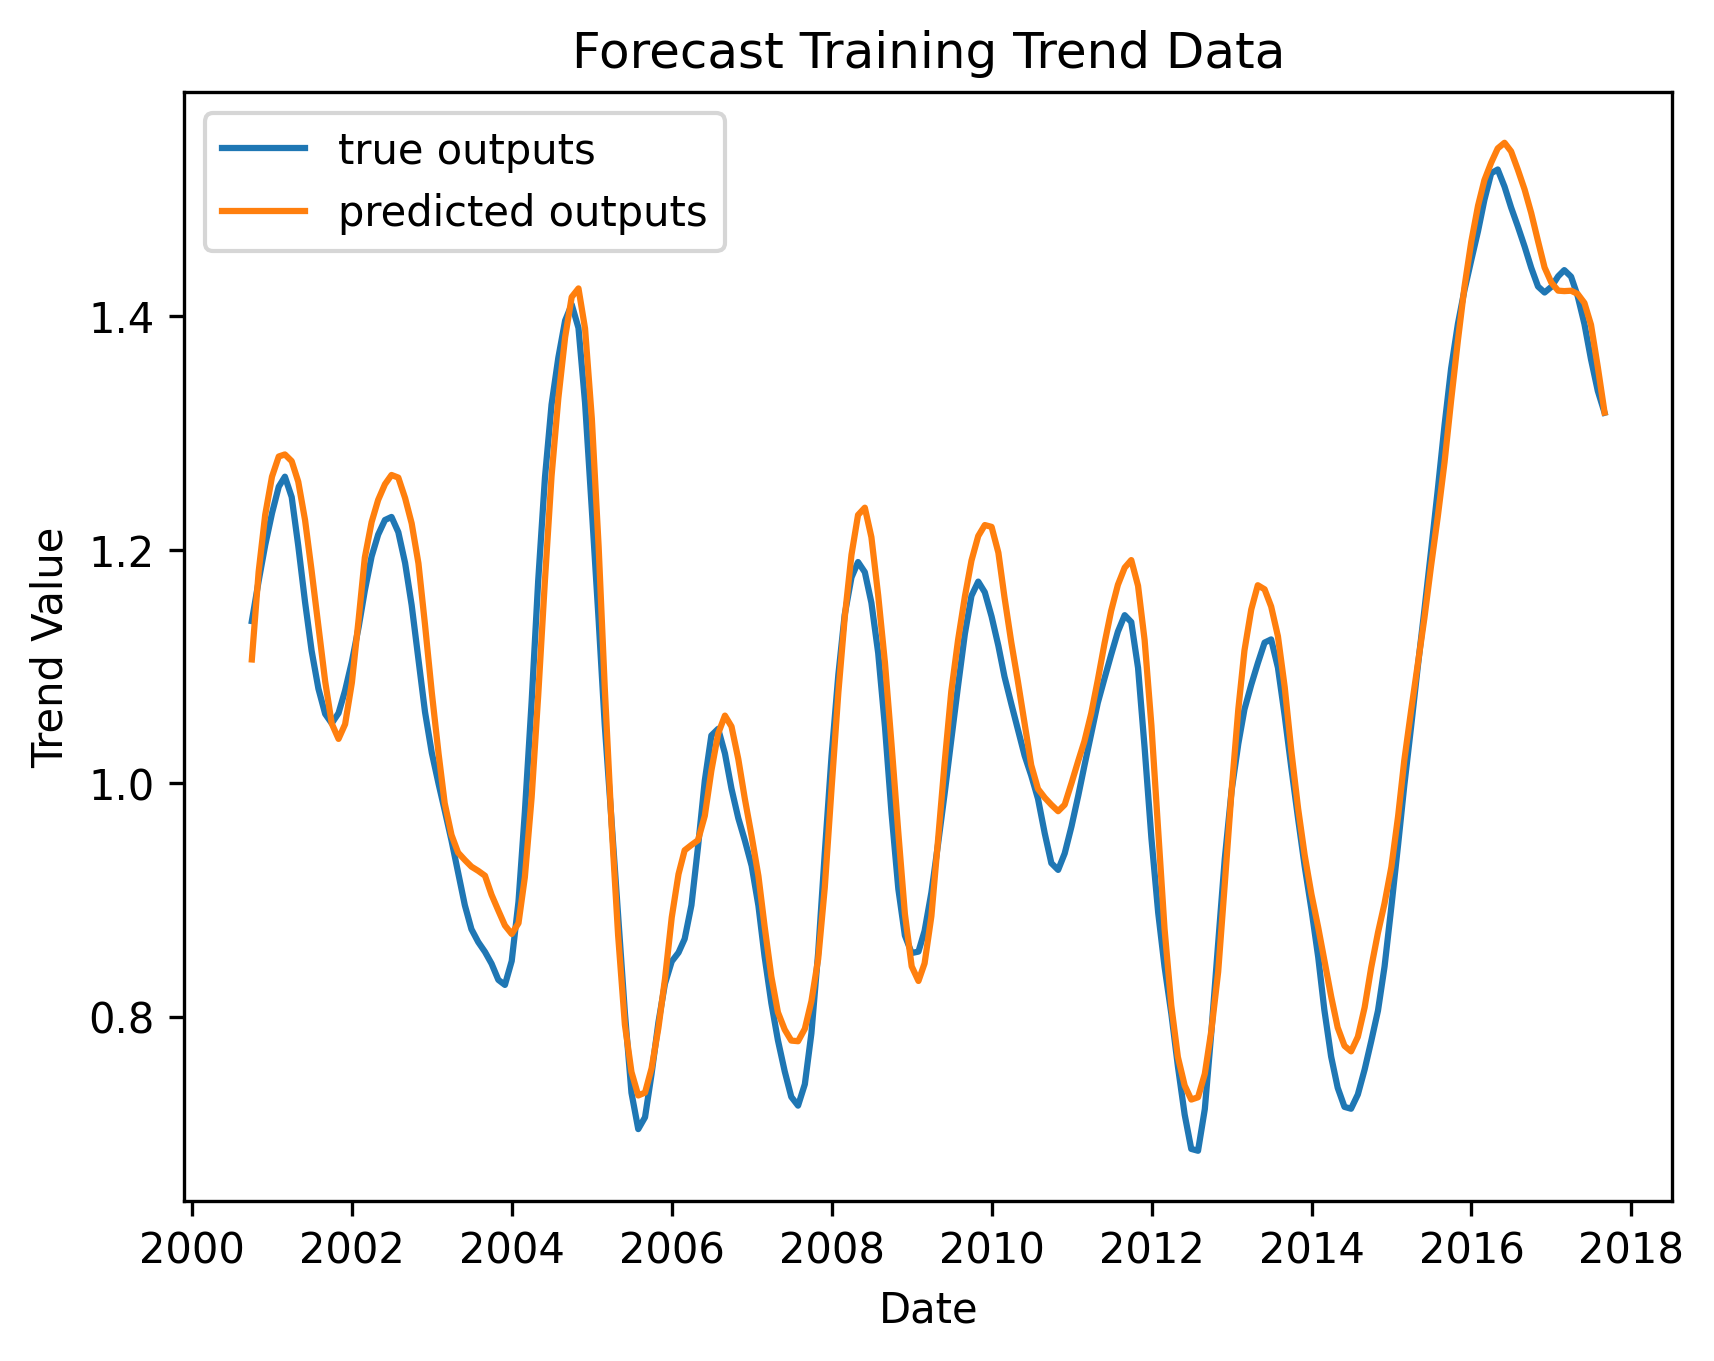 Forecast Training Trend Data
true outputs
predicted outputs
Trend Value
1.4
1.2
1.0
0.8
2000 2002 2004 2006 2008 2010 2012 2014 2016 2018
Date